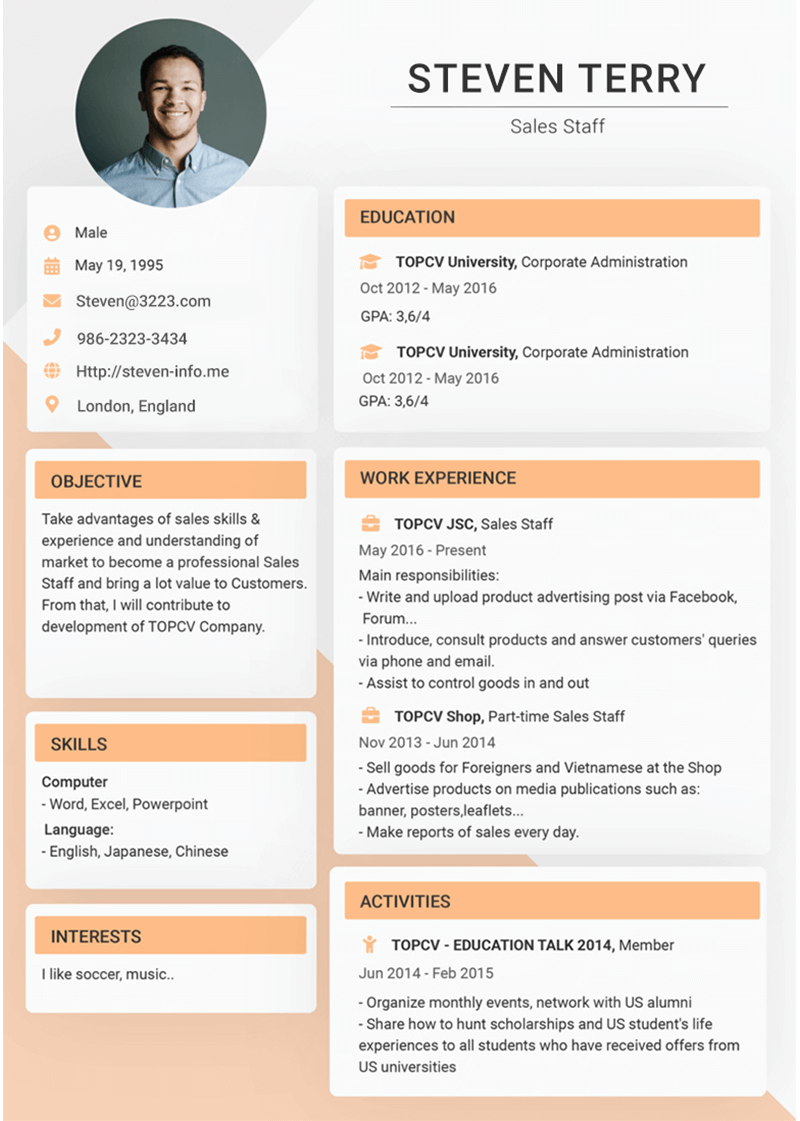 STEVEN TERRY
Sales Staff
Male
May 19, 1995
Steven@3223.com
986-2323-3434
Http://steven-info.me
London, England
OBJECTIVE
Take advantages of sales skills &
experience and understanding of
market to become a professional Sales
Staff and bring a lot value to Customers.
From that, I will contribute to
development of TOPCV Company.
SKILLS
Computer
- Word, Excel, Powerpoint
Language:
- English, Japanese, Chinese
INTERESTS
I like soccer, music..
EDUCATION
TOPCV University, Corporate Administration
Oct 2012 - May 2016
GPA: 3,6/4
TOPCV University, Corporate Administration
Oct 2012 - May 2016
GPA: 3,6/4
WORK EXPERIENCE
TOPCV JSC, Sales Staff
May 2016 - Present
Main responsibilities:
- Write and upload product advertising post via Facebook,
Forum...
- Introduce, consult products and answer customers' queries
via phone and email.
- Assist to control goods in and out
TOPCV Shop, Part-time Sales Staff
Nov 2013 - Jun 2014
- Sell goods for Foreigners and Vietnamese at the Shop
- Advertise products on media publications such as:
banner, posters,leaflets...
- Make reports of sales every day.
ACTIVITIES
TOPCV - EDUCATION TALK 2014, Member
Jun 2014 - Feb 2015
- Organize monthly events, network with US alumni
- Share how to hunt scholarships and US student's life
experiences to all students who have received offers from
US universities